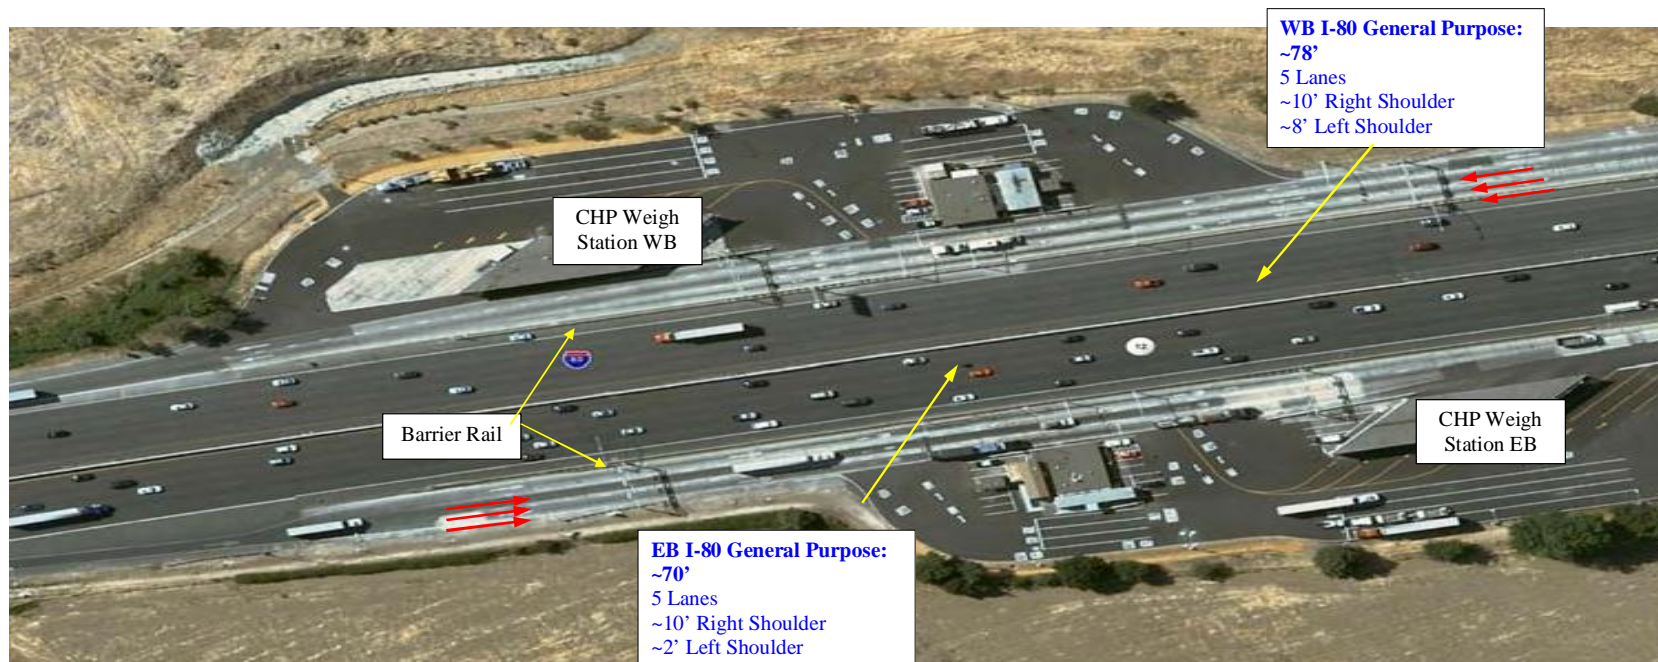 WB I-80 General Purpose:
~78’
5 Lanes
~10’ Right Shoulder
~8’ Left Shoulder
CHP Weigh
Station WB
12
Barrier Rail
CHP Weigh
Station EB
EB I-80 General Purpose:
~70’
5 Lanes
~10’ Right Shoulder
~2’ Left Shoulder